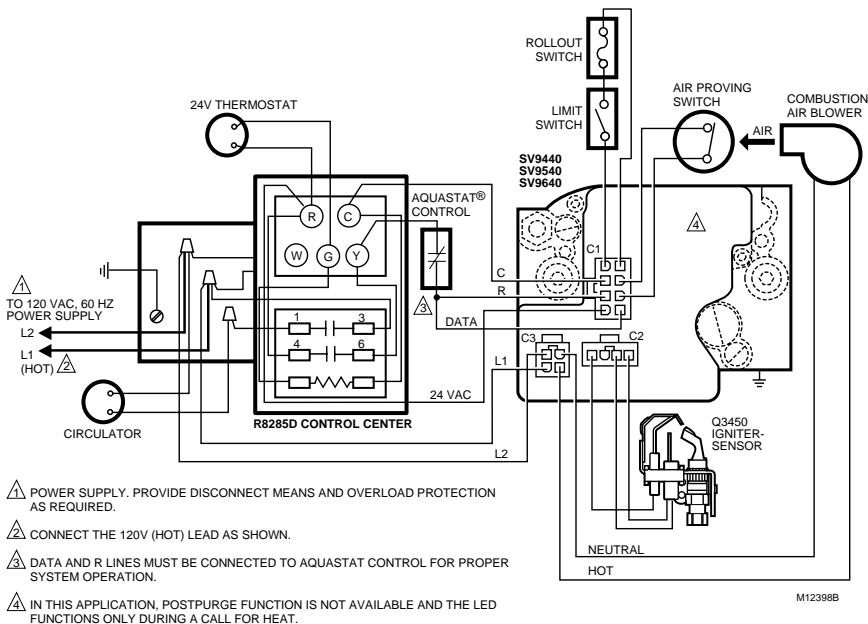 ROLLOUT
SWITCH
AIR PROVING
SWITCH
COMBUSTION
AIR BLOWER
24V THERMOSTAT
LIMIT
SWITCH
AIR
SV9440
SV9540
SV9640
AQUASTAT®
CONTROL
R
C
4
W
G
Y
C1
C
R
1
TO 120 VAC, 60 HZ
POWER SUPPLY
3
DATA
1
3
L2
C3
C2
4
6
L1
L1
(HOT)
2
24 VAC
CIRCULATOR
R8285D CONTROL CENTER
Q3450
IGNITER-
SENSOR
L2
1 POWER SUPPLY. PROVIDE DISCONNECT MEANS AND OVERLOAD PROTECTION
AS REQUIRED.
2 CONNECT THE 120V (HOT) LEAD AS SHOWN.
NEUTRAL
3 DATA AND R LINES MUST BE CONNECTED TO AQUASTAT CONTROL FOR PROPER
SYSTEM OPERATION.
HOT
4 IN THIS APPLICATION, POSTPURGE FUNCTION IS NOT AVAILABLE AND THE LED
FUNCTIONS ONLY DURING A CALL FOR HEAT.
M12398B